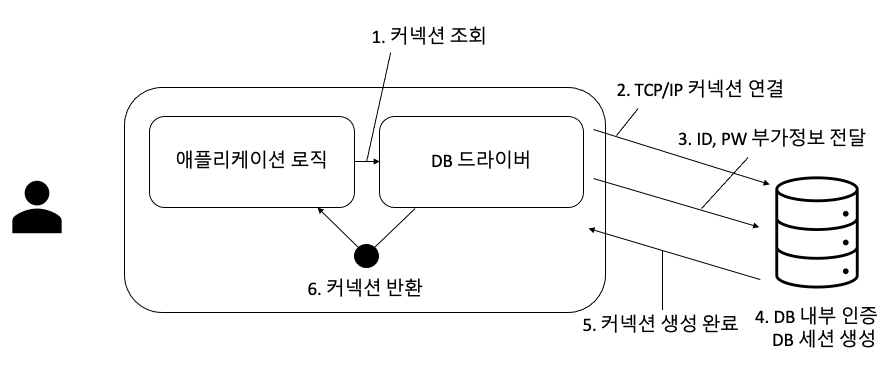 1. 커넥션 조회
2. TCP/IP 커넥션 연결
3. ID, PW 부가정보 전달
애플리케이션 로직
DB 드라이버
6. 커넥션 반환
5. 커넥션 생성 완료
4. DB 내부 인증
DB 세션 생성